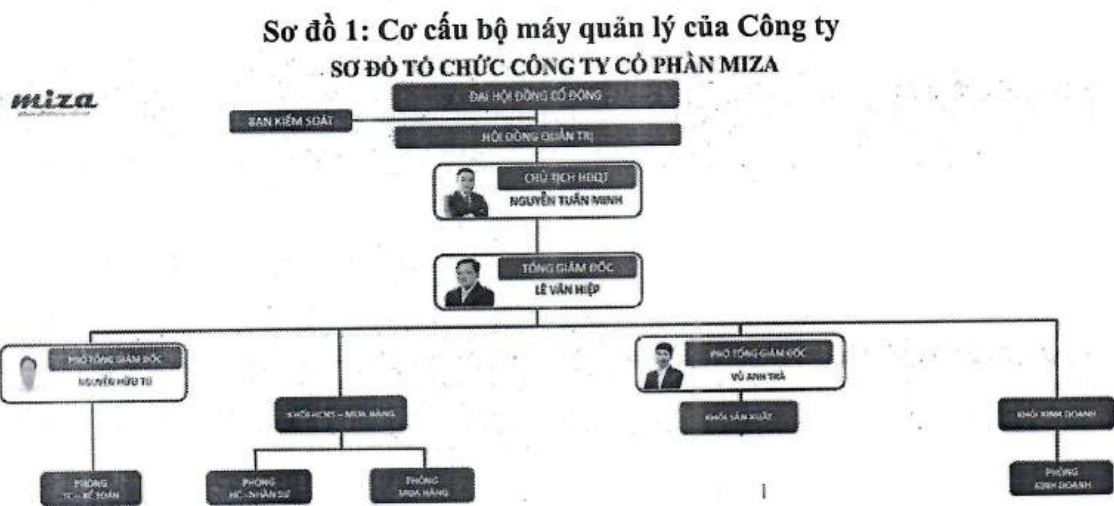 Sơ đồ 1: Cơ cấu bộ máy quản lý của Công ty
SƠ ĐỒ TỔ CHỨC CÔNG TY CỔ PHẦN MIZA
miza
ĐẠI HỘI ĐỒNG CỔ ĐÔNG
BAN KIỂM SOÁT
HỘI ĐỒNG QUẢN TRỊ
CHỦ TỊCH HĐQT
NGUYỄN TUẤN MINH
TỔNG GIÁM ĐỐC
LÊ VĂN HIỆP
PHÓ TỔNG GIÁM ĐỐC
NGUYỄN HỮU TÚ
PHÓ TỔNG GIÁM ĐỐC
VŨ ANH TRÀ
KHỐI HCNS – MUA HÀNG
KHỐI SẢN XUẤT
KHỐI KINH DOANH
PHÒNG
TC – KẾ TOÁN
PHÒNG
HC - NHÂN SỰ
PHÒNG
MUA HÀNG
PHÒNG
KINH DOANH